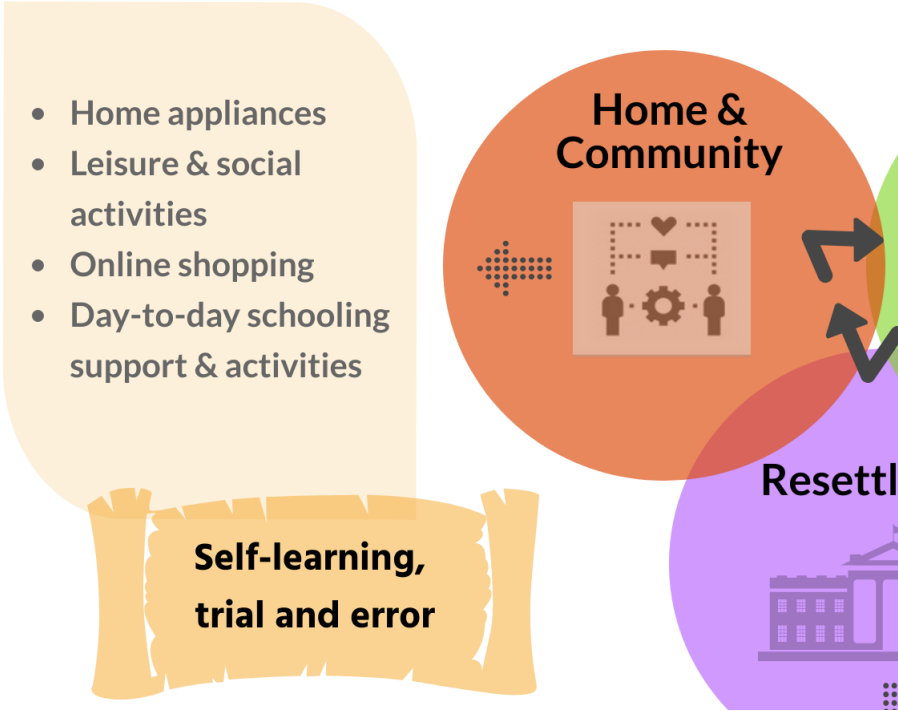 • Home appliances
• Leisure & social
activities
• Online shopping
• Day-to-day schooling
support & activities
Self-learning,
trial and error
Home &
Community
Resettl